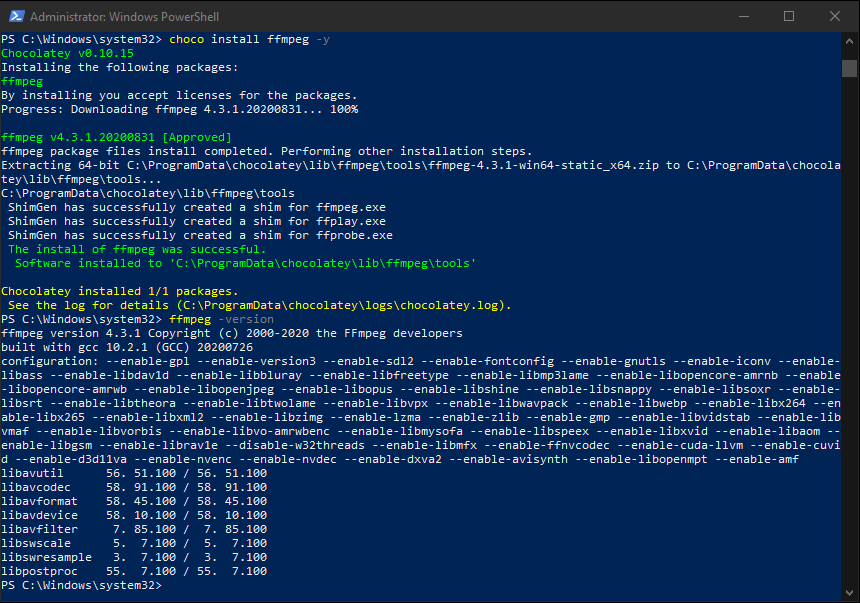 Administrator: Windows PowerShell
PS C:\Windows\system32> choco install ffmpeg -y
Chocolatey v0.10.15
Installing the following packages:
ffmpeg
By installing you accept licenses for the packages.
Progress: Downloading ffmpeg 4.3.1.20200831... 100%
ffmpeg v4.3.1.20200831 [Approved]
ffmpeg package files install completed. Performing other installation steps.
Extracting 64-bit C:\ProgramData\chocolatey\lib\ffmpeg\tools\ffmpeg-4.3.1-win64-static_x64.zip to C:\ProgramData\chocola
tey\lib\ffmpeg\tools...
C:\ProgramData\chocolatey\lib\ffmpeg\tools
 ShimGen has successfully created a shim for ffmpeg.exe
 ShimGen has successfully created a shim for ffplay.exe
 ShimGen has successfully created a shim for ffprobe.exe
 The install of ffmpeg was successful.
  Software installed to 'C:\ProgramData\chocolatey\lib\ffmpeg\tools'
Chocolatey installed 1/1 packages.
 See the log for details (C:\ProgramData\chocolatey\logs\chocolatey.log).
PS C:\Windows\system32> ffmpeg -version
ffmpeg version 4.3.1 Copyright (c) 2000-2020 the FFmpeg developers
built with gcc 10.2.1 (GCC) 20200726
configuration: --enable-gpl --enable-version3 --enable-sdl2 --enable-fontconfig --enable-gnutls --enable-iconv --enable-
libass --enable-libdav1d --enable-libbluray --enable-libfreetype --enable-libmp3lame --enable-libopencore-amrnb --enable
-libopencore-amrwb --enable-libopenjpeg --enable-libopus --enable-libshine --enable-libsnappy --enable-libsoxr --enable-
libsrt --enable-libtheora --enable-libtwolame --enable-libvpx --enable-libwavpack --enable-libwebp --enable-libx264 --en
able-libx265 --enable-libxml2 --enable-libzimg --enable-lzma --enable-zlib --enable-gmp --enable-libvidstab --enable-lib
vmaf --enable-libvorbis --enable-libvo-amrwbenc --enable-libmysofa --enable-libspeex --enable-libxvid --enable-libaom --
enable-libgsm --enable-librav1e --disable-w32threads --enable-libmfx --enable-ffnvcodec --enable-cuda-llvm --enable-cuvi
d --enable-d3d11va --enable-nvenc --enable-nvdec --enable-dxva2 --enable-avisynth --enable-libopenmpt --enable-amf
libavutil      56. 51.100 / 56. 51.100
libavcodec     58. 91.100 / 58. 91.100
libavformat    58. 45.100 / 58. 45.100
libavdevice    58. 10.100 / 58. 10.100
libavfilter     7. 85.100 /  7. 85.100
libswscale      5.  7.100 /  5.  7.100
libswresample   3.  7.100 /  3.  7.100
libpostproc    55.  7.100 / 55.  7.100
PS C:\Windows\system32>